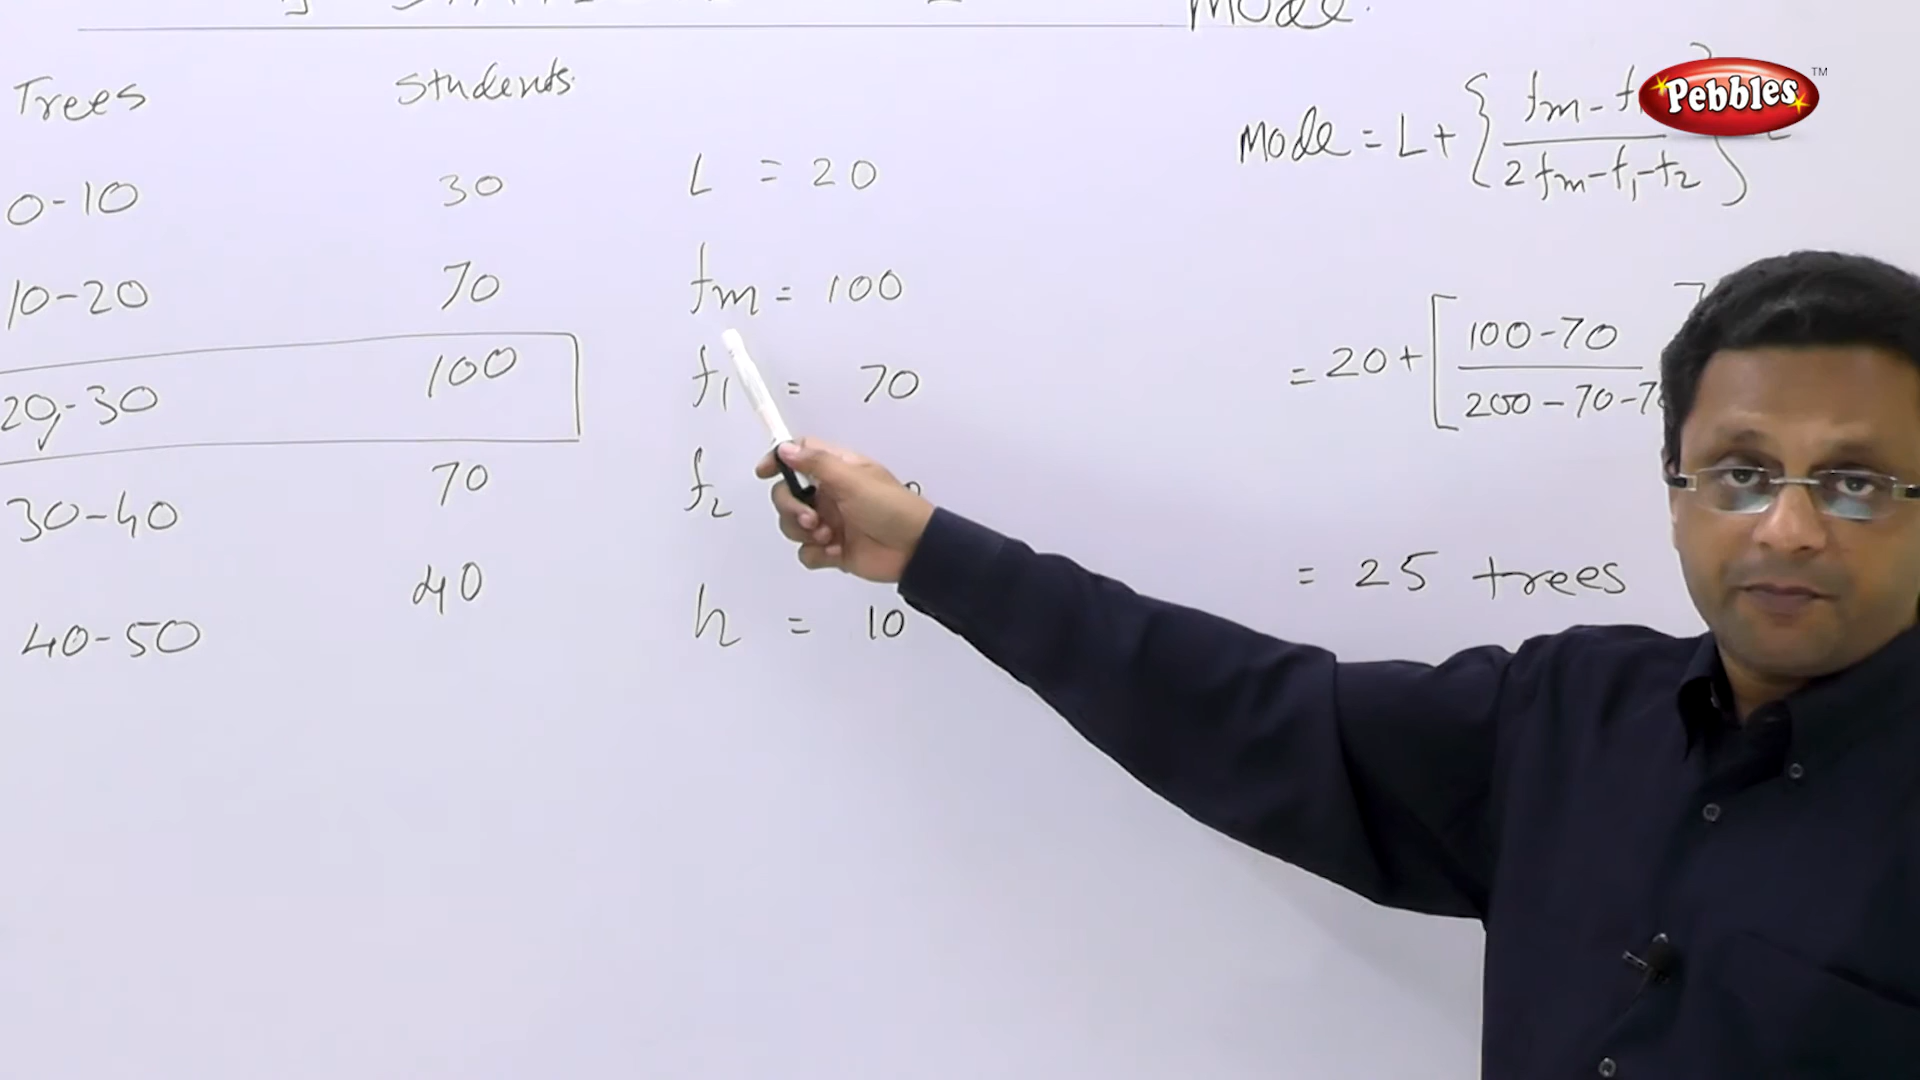 Mode.
Trees Students.
0-10 30
10-20 70
20-30 100
30-40 70
40-50 40
L = 20
fm = 100
f1 = 70
f2
h = 10
Mode = L + { fm - f
2fm - f1 - f2 }
= 20 + [ 100-70
200-70-70
= 25 trees
Pebbles TM